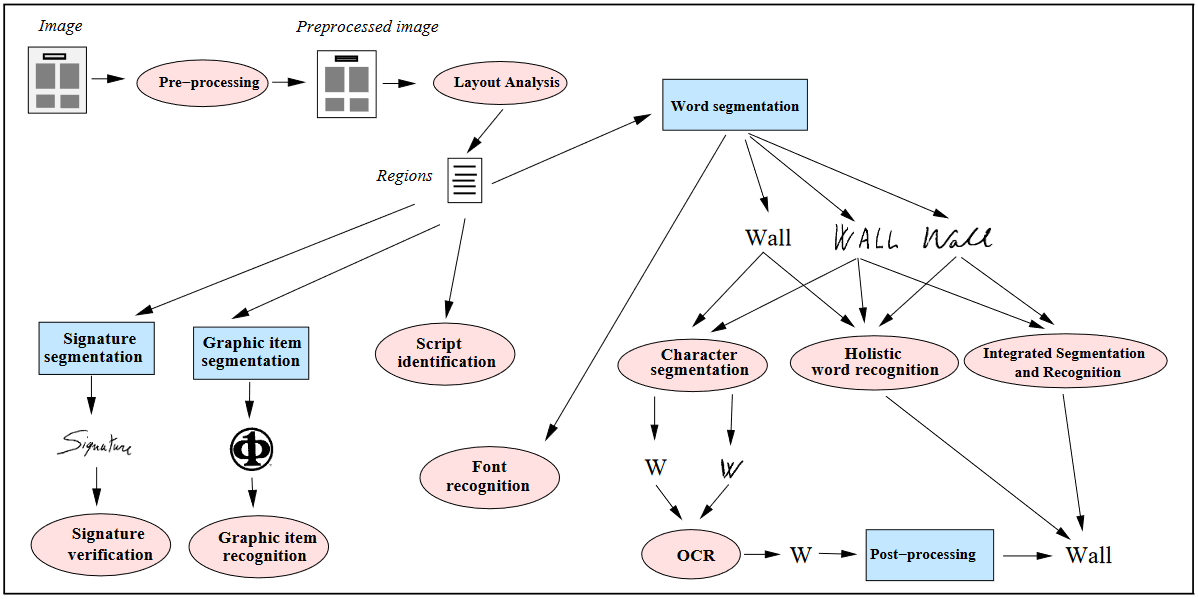 Image
Preprocessed image
Pre−processing
Layout Analysis
Word segmentation
Regions
Wall
WALL
Wall
Signature
segmentation
Graphic item
segmentation
Script
identification
Character
segmentation
Holistic
word recognition
Integrated Segmentation
and Recognition
Signature
Font
recognition
W
W
Signature
verification
Graphic item
recognition
OCR
W
Post−processing
Wall